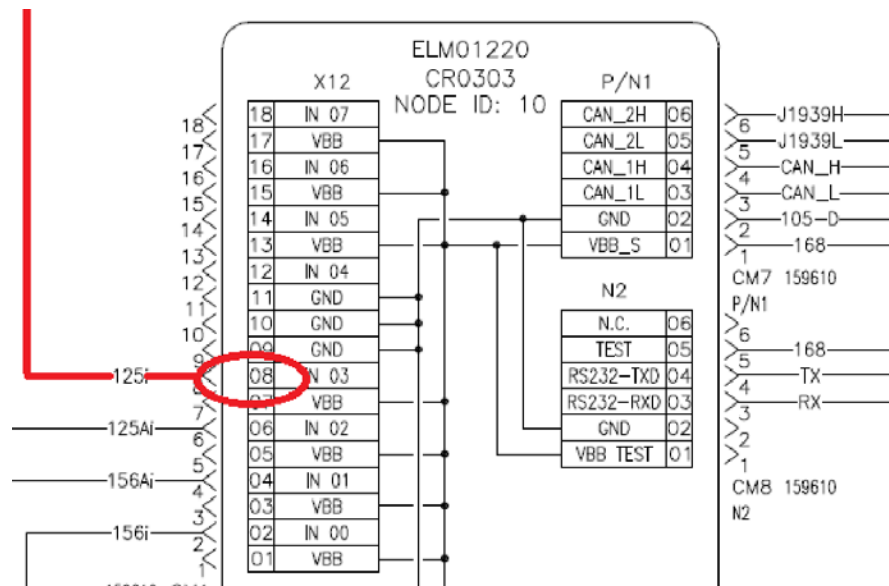 ELM01220
CR0303
NODE ID: 10
X12
18 18 IN 07
17 17 VBB
16 16 IN 06
15 15 VBB
14 14 IN 05
13 13 VBB
12 12 IN 04
11 11 GND
10 10 GND
9 09 GND
125i 08 IN 03
7 07 VBB
125Ai 6 06 IN 02
5 05 VBB
156Ai 4 04 IN 01
3 03 VBB
156i 2 02 IN 00
1 01 VBB
P/N1
CAN_2H 06 6 J1939H
CAN_2L 05 5 J1939L
CAN_1H 04 4 CAN_H
CAN_1L 03 3 CAN_L
GND 02 2 105-D
VBB_S 01 1 168
CM7 159610
P/N1
N2
N.C. 06 6
TEST 05 5 168
RS232-TXD 04 4 TX
RS232-RXD 03 3 RX
GND 02 2
VBB TEST 01 1
CM8 159610
N2